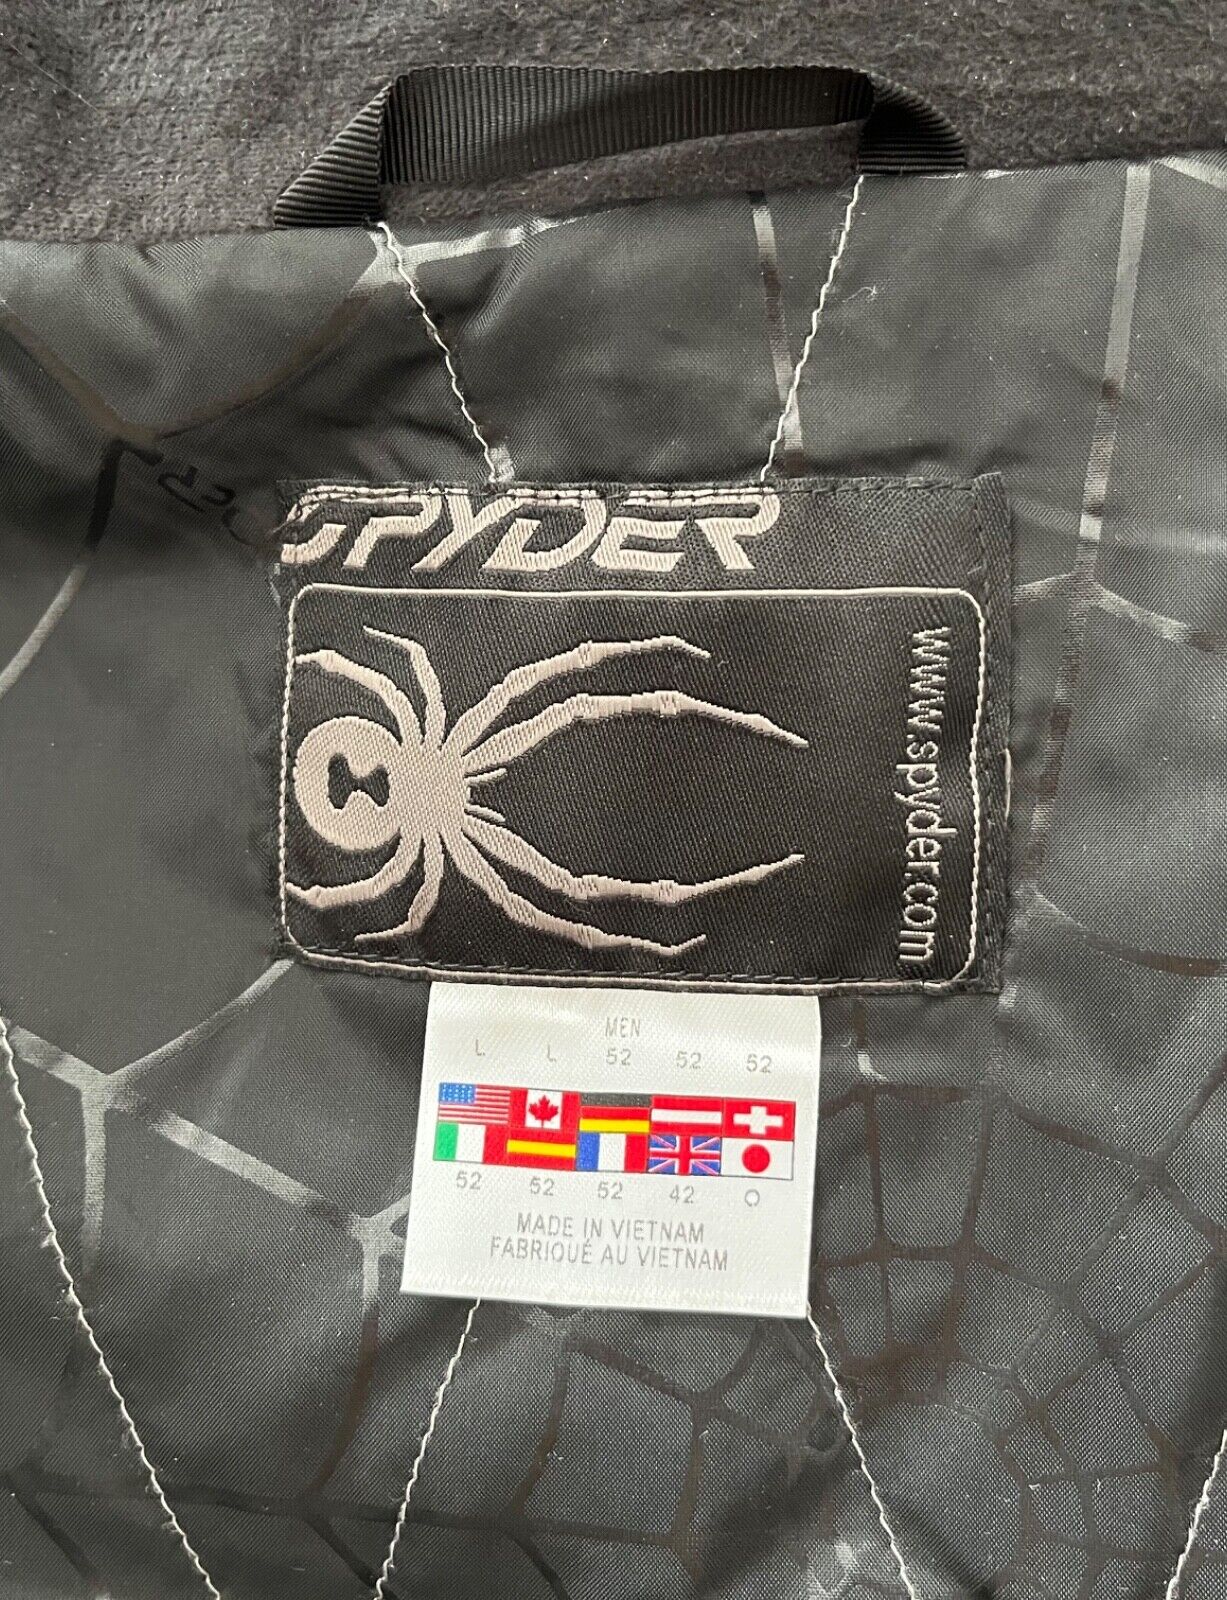 SPYDER
www.spyder.com
MEN
L L 52 52 52
52 52 52 42 O
MADE IN VIETNAM
FABRIQUÉ AU VIETNAM